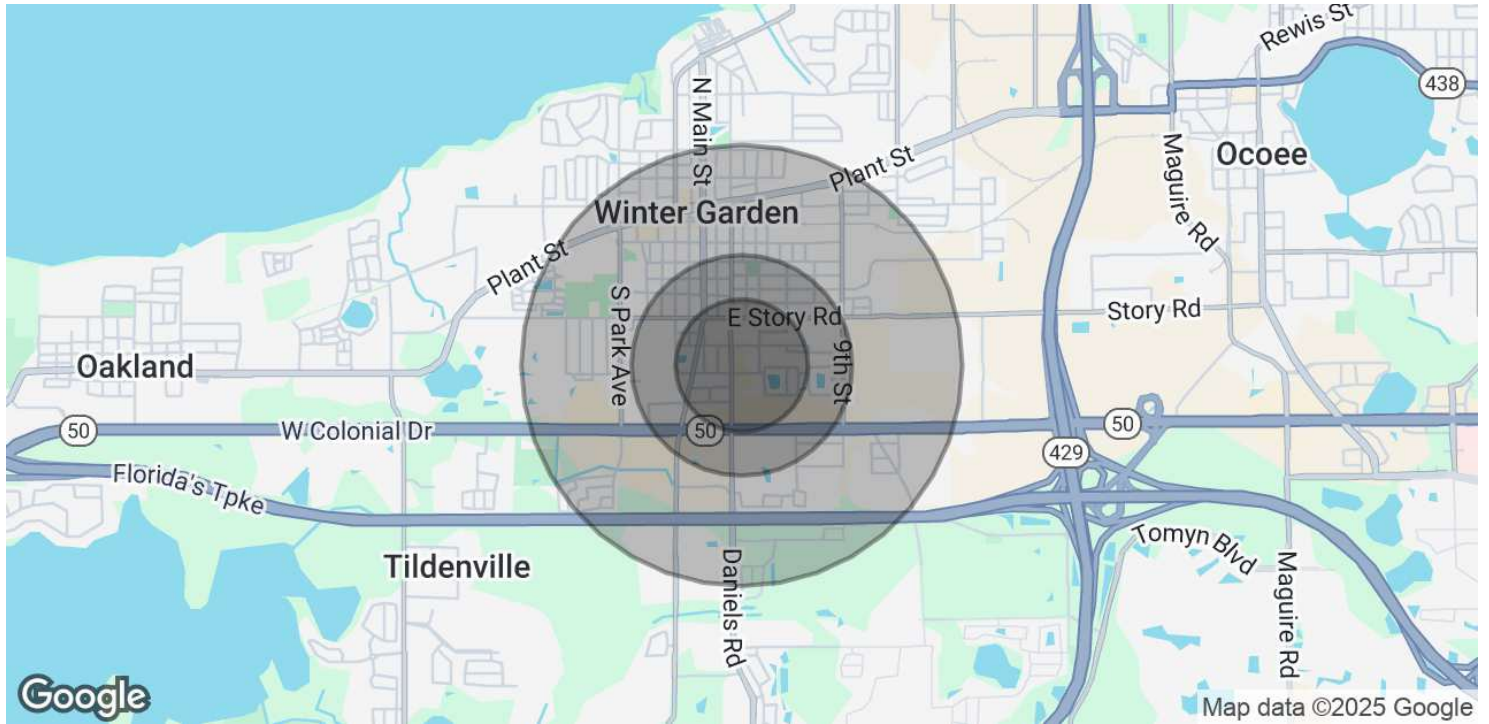 Rewis St
438
N Main St
Maguire Rd
Ocoee
Plant St
Winter Garden
Plant St
S Park Ave
E Story Rd
Story Rd
9th St
Oakland
50
W Colonial Dr
50
50
429
Florida's Tpke
Tomyn Blvd
Tildenville
Daniels Rd
Maguire Rd
Google
Map data ©2025 Google